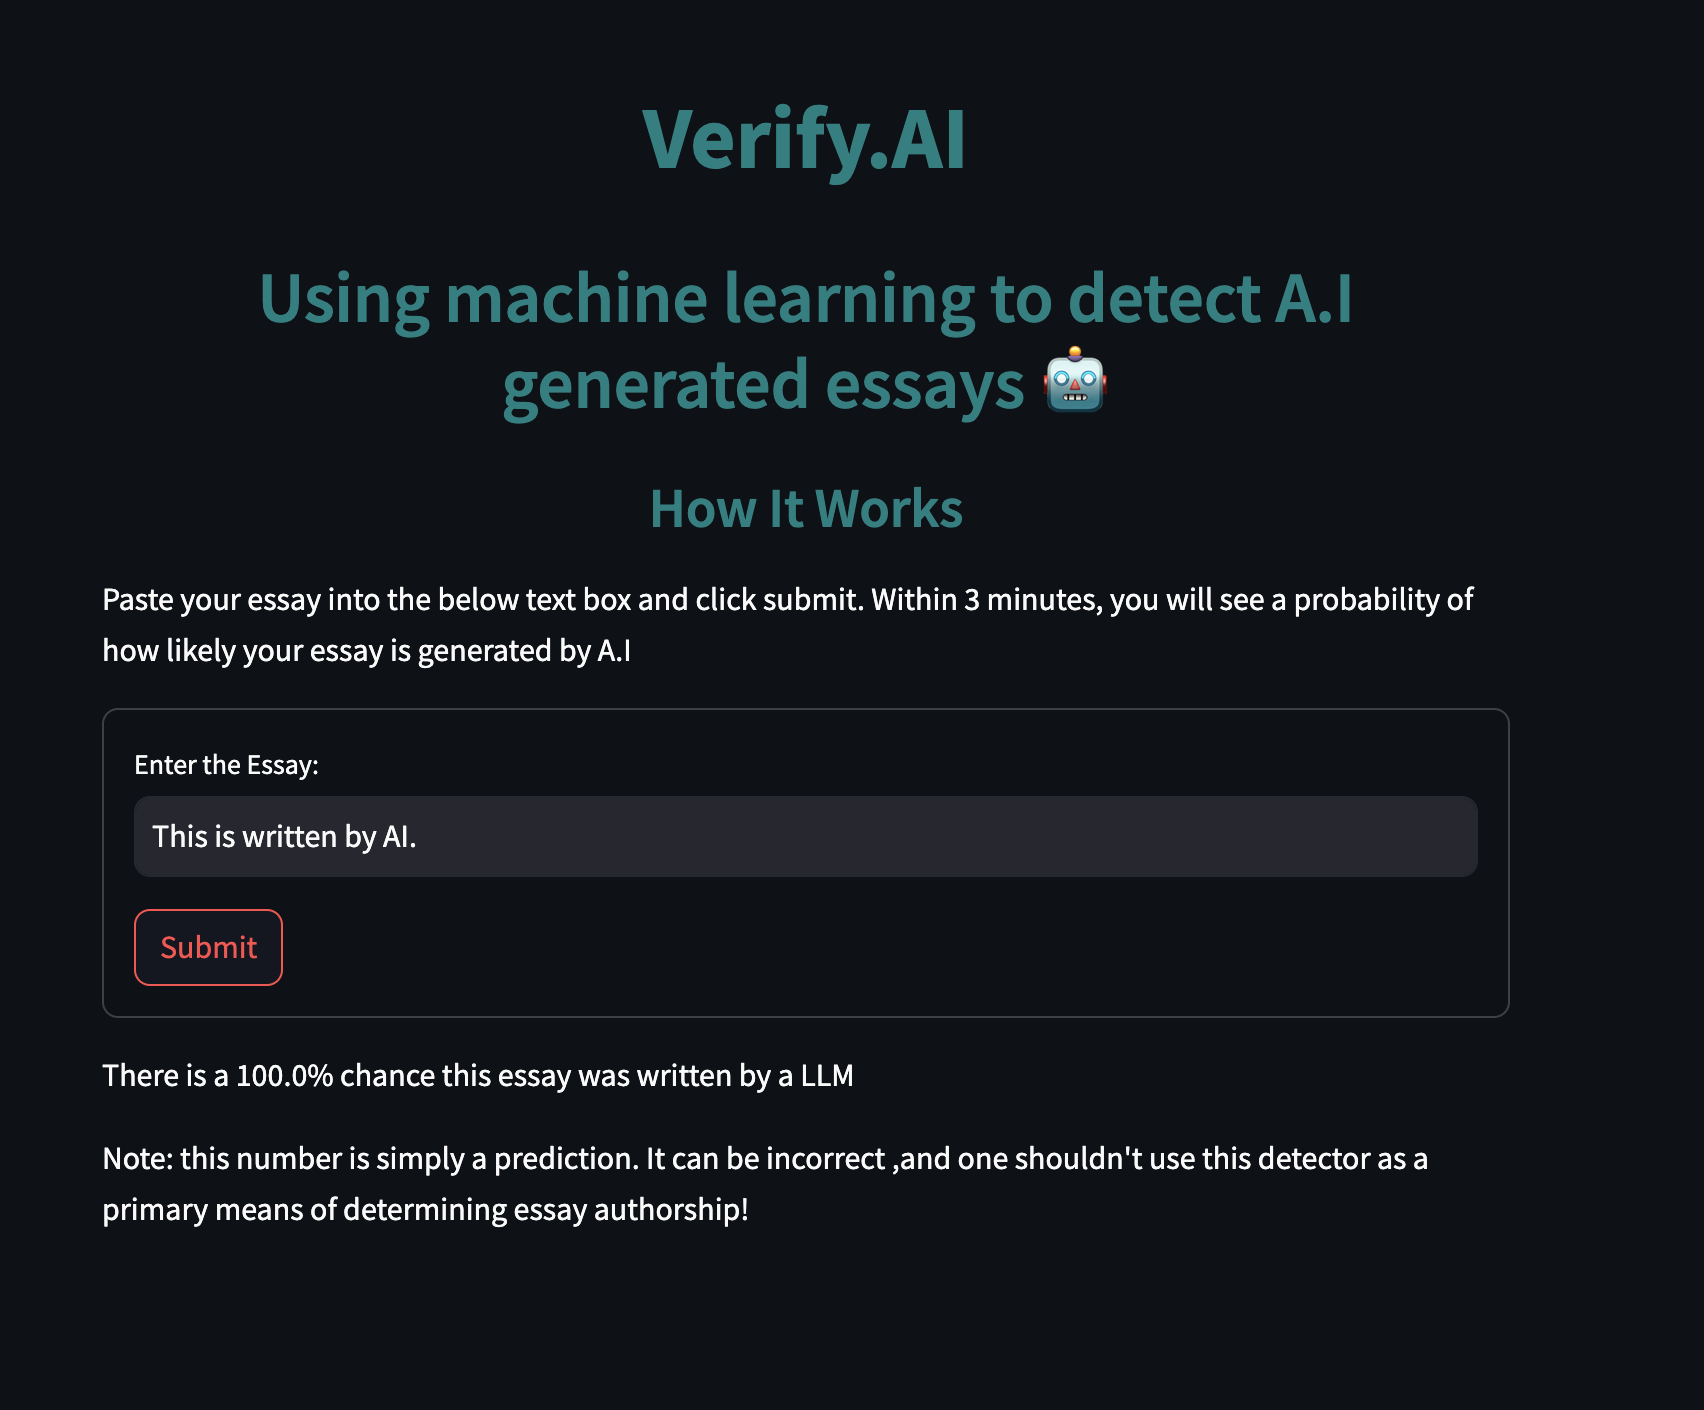 Verify.AI
Using machine learning to detect A.I
generated essays
How It Works
Paste your essay into the below text box and click submit. Within 3 minutes, you will see a probability of
how likely your essay is generated by A.I
Enter the Essay:
This is written by AI.
Submit
There is a 100.0% chance this essay was written by a LLM
Note: this number is simply a prediction. It can be incorrect ,and one shouldn't use this detector as a
primary means of determining essay authorship!